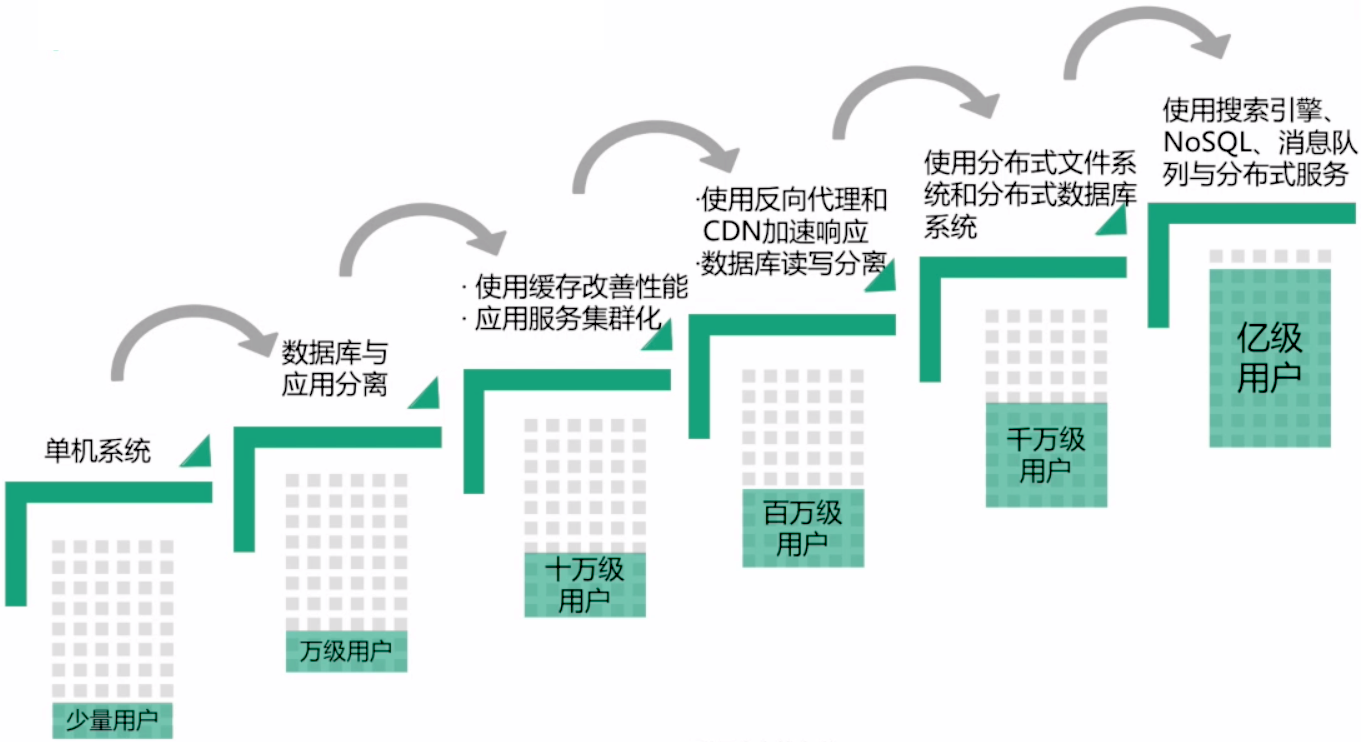 单机系统
少量用户
数据库与
应用分离
万级用户
· 使用缓存改善性能
· 应用服务集群化
十万级
用户
·使用反向代理和
CDN加速响应
·数据库读写分离
百万级
用户
使用分布式文件系
统和分布式数据库
系统
千万级
用户
使用搜索引擎、
NoSQL、消息队
列与分布式服务
亿级
用户